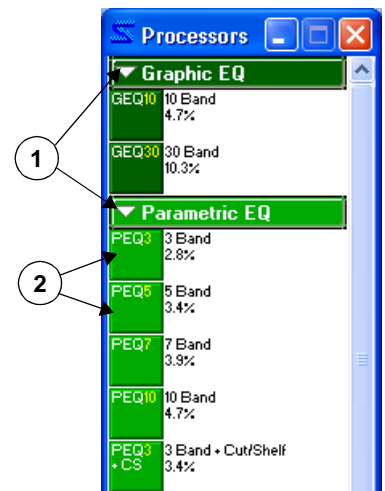 Processors
Graphic EQ
GEQ10 10 Band
4.7%
GEQ30 30 Band
10.3%
1
Parametric EQ
PEQ3 3 Band
2.8%
2
PEQ5 5 Band
3.4%
PEQ7 7 Band
3.9%
PEQ10 10 Band
4.7%
PEQ3 3 Band + Cut/Shelf
+ CS 3.4%